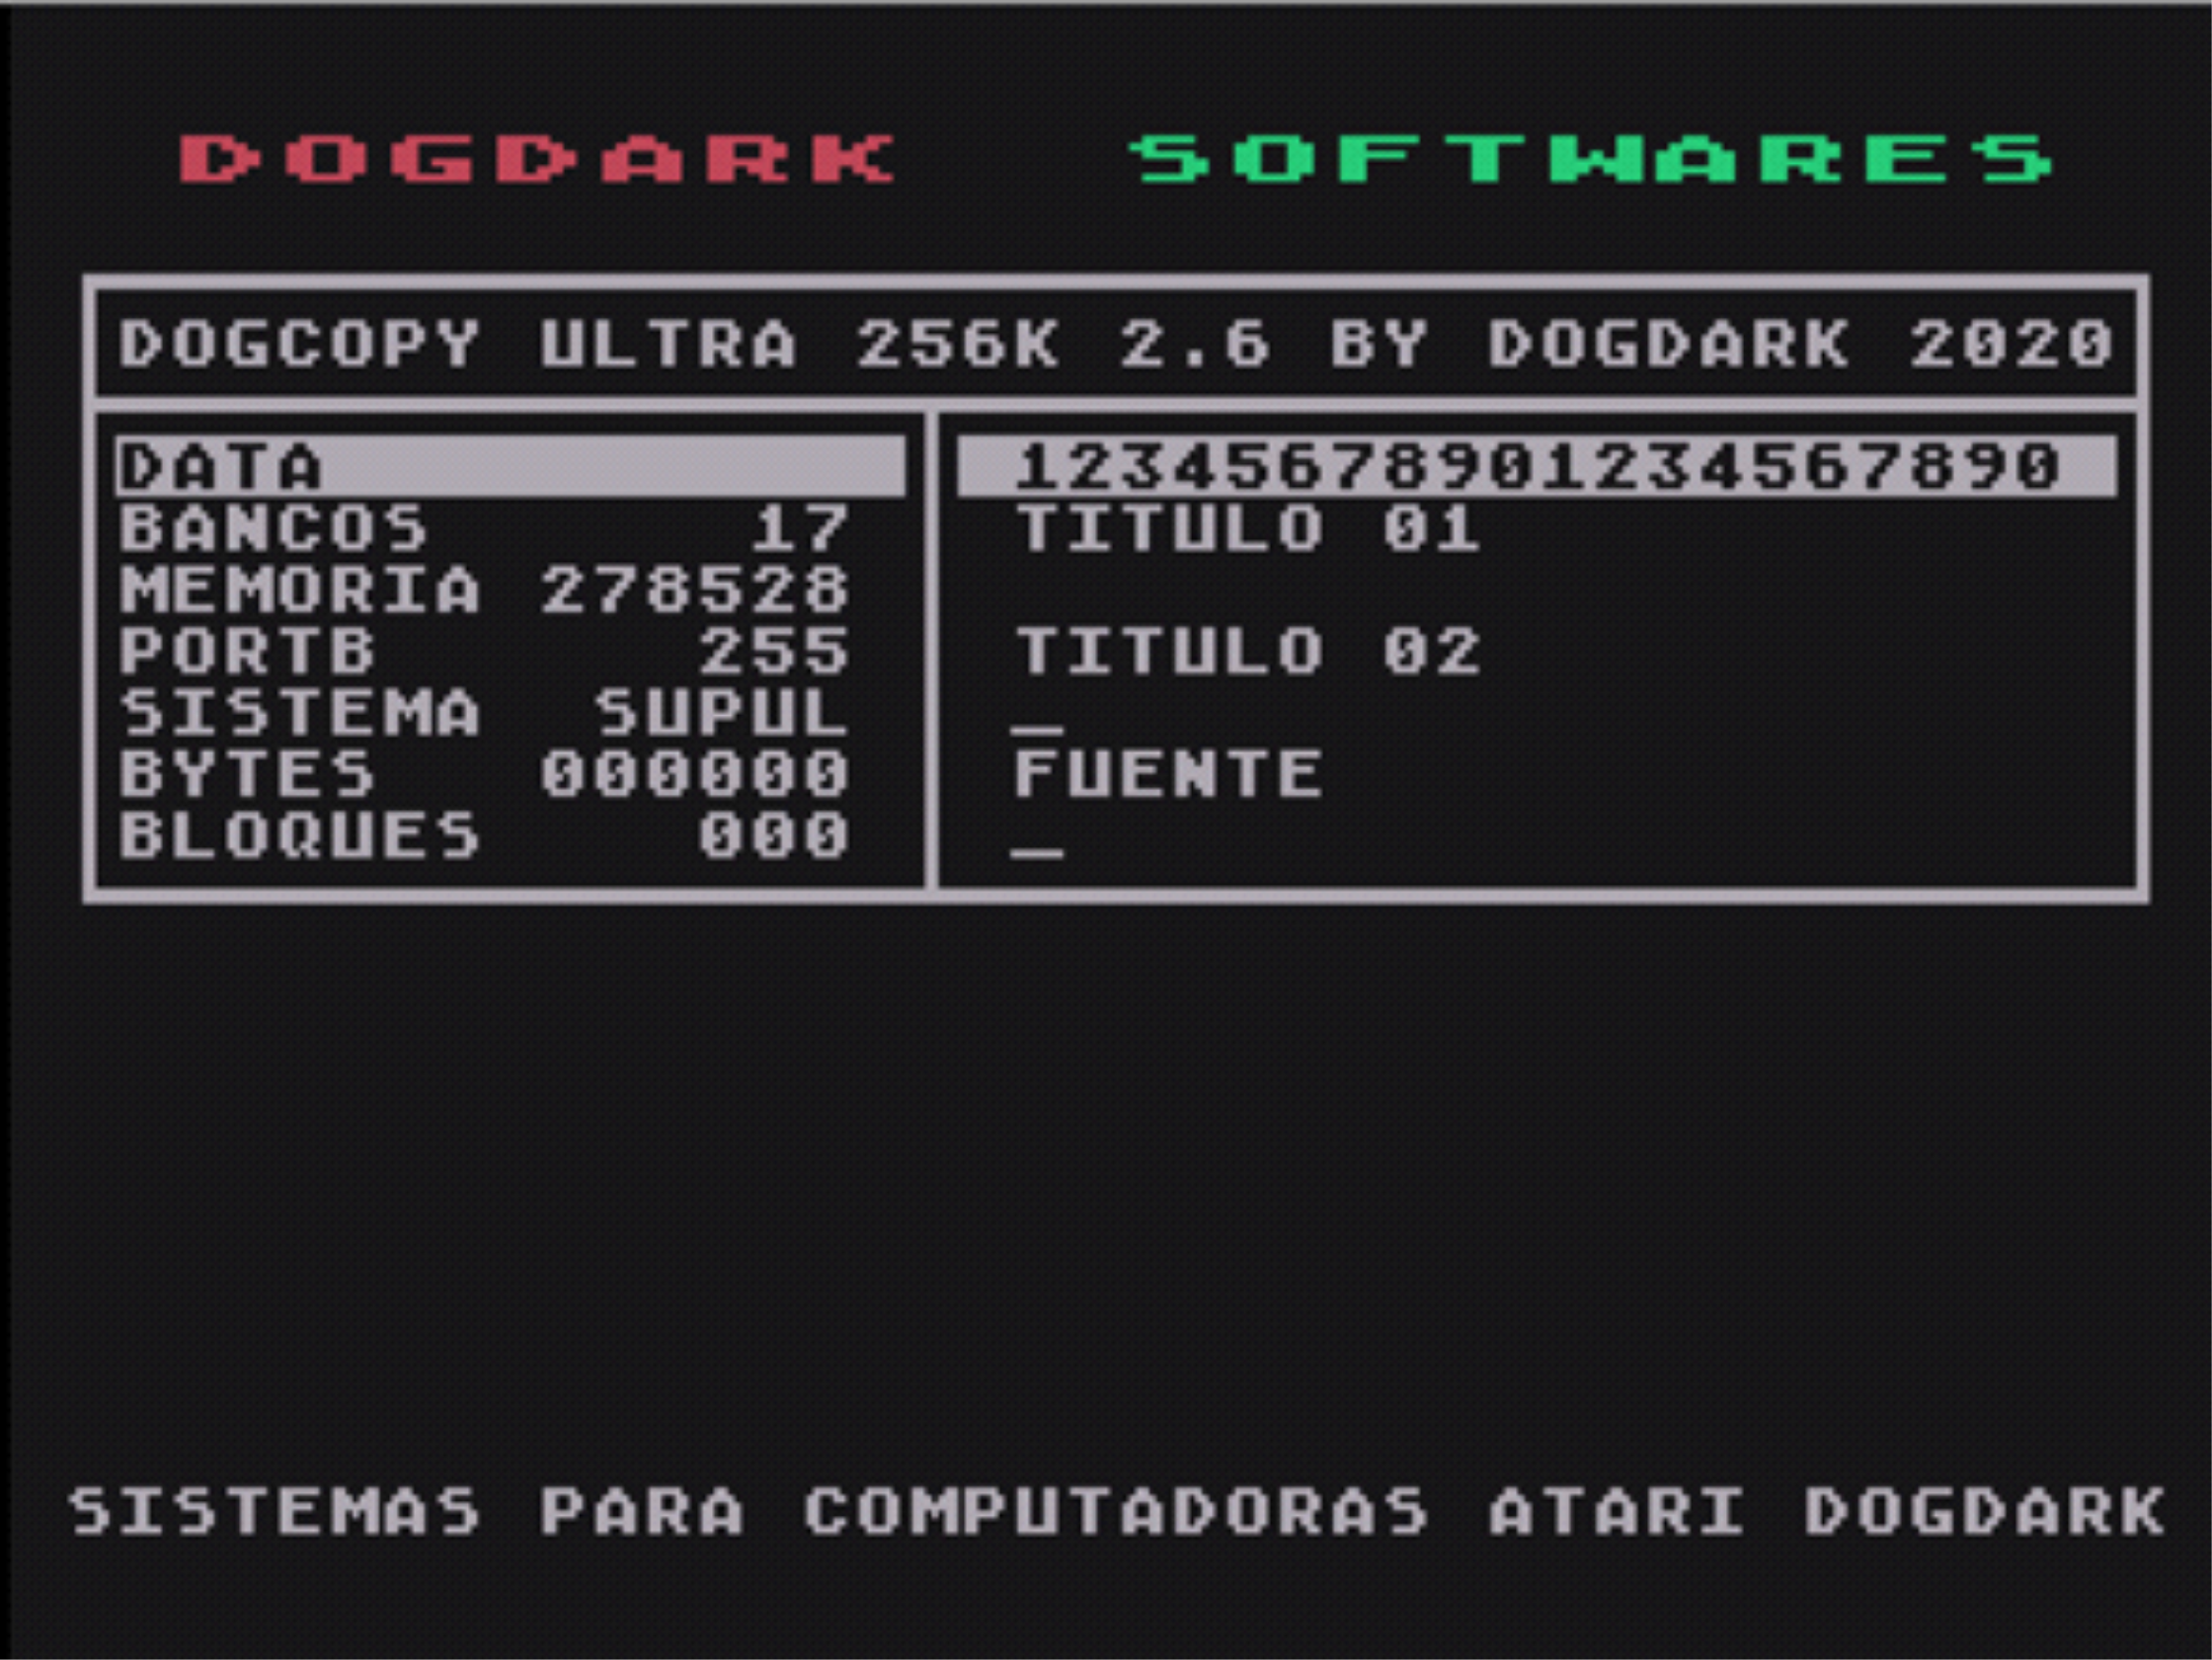 DOGDARK SOFTWARES
DOGCOPY ULTRA 256K 2.6 BY DOGDARK 2020
DATA
BANCOS 17
MEMORIA 278528
PORTB 255
SISTEMA SUPUL
BYTES 000000
BLOQUES 000
12345678901234567890
TITULO 01
TITULO 02
_
FUENTE
_
SISTEMAS PARA COMPUTADORAS ATARI DOGDARK